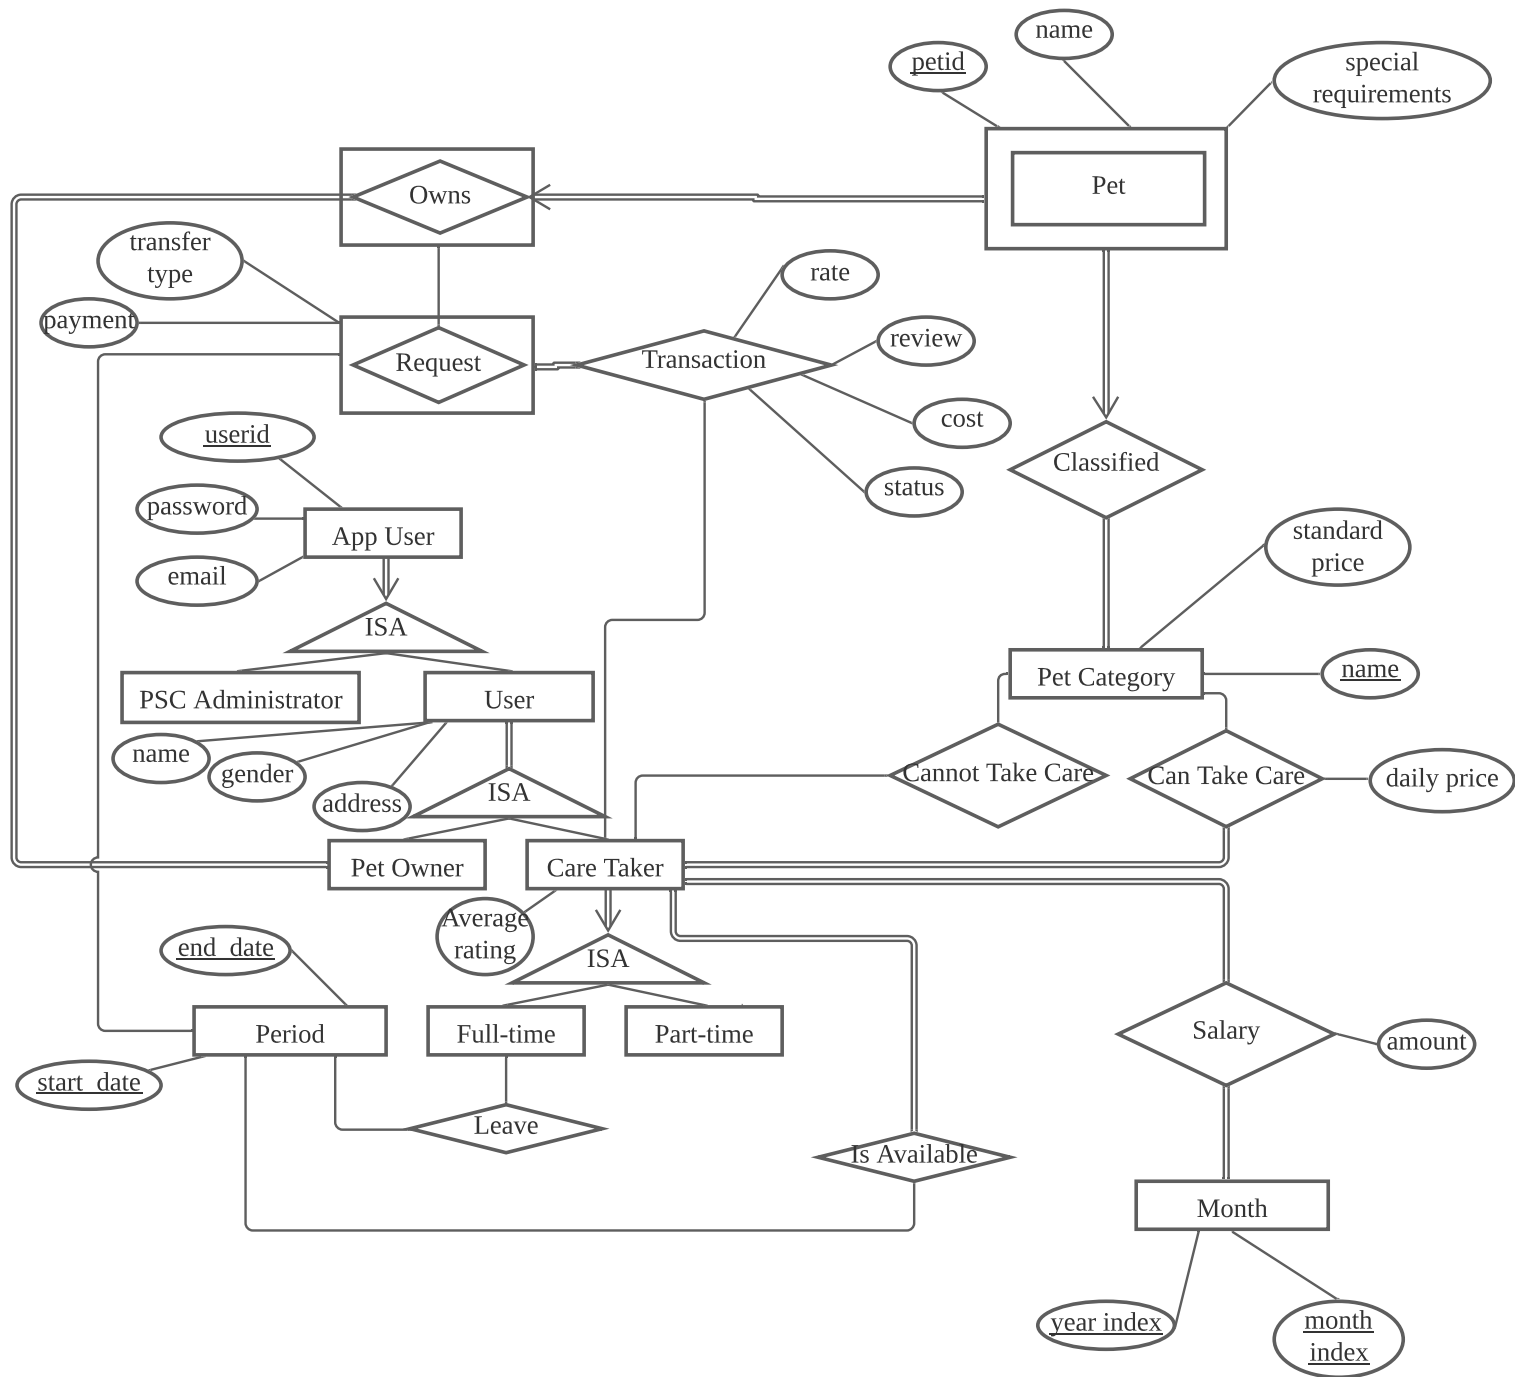 name
petid
special
requirements
Pet
Owns
transfer
type
payment
Request
Transaction
rate
review
cost
status
Classified
userid
password
email
App User
ISA
PSC Administrator
User
name
gender
address
ISA
standard
price
Pet Category
name
Cannot Take Care
Can Take Care
daily price
Pet Owner
Care Taker
Average
rating
ISA
end_date
Period
start_date
Full-time
Part-time
Leave
Is Available
Salary
amount
Month
year index
month
index